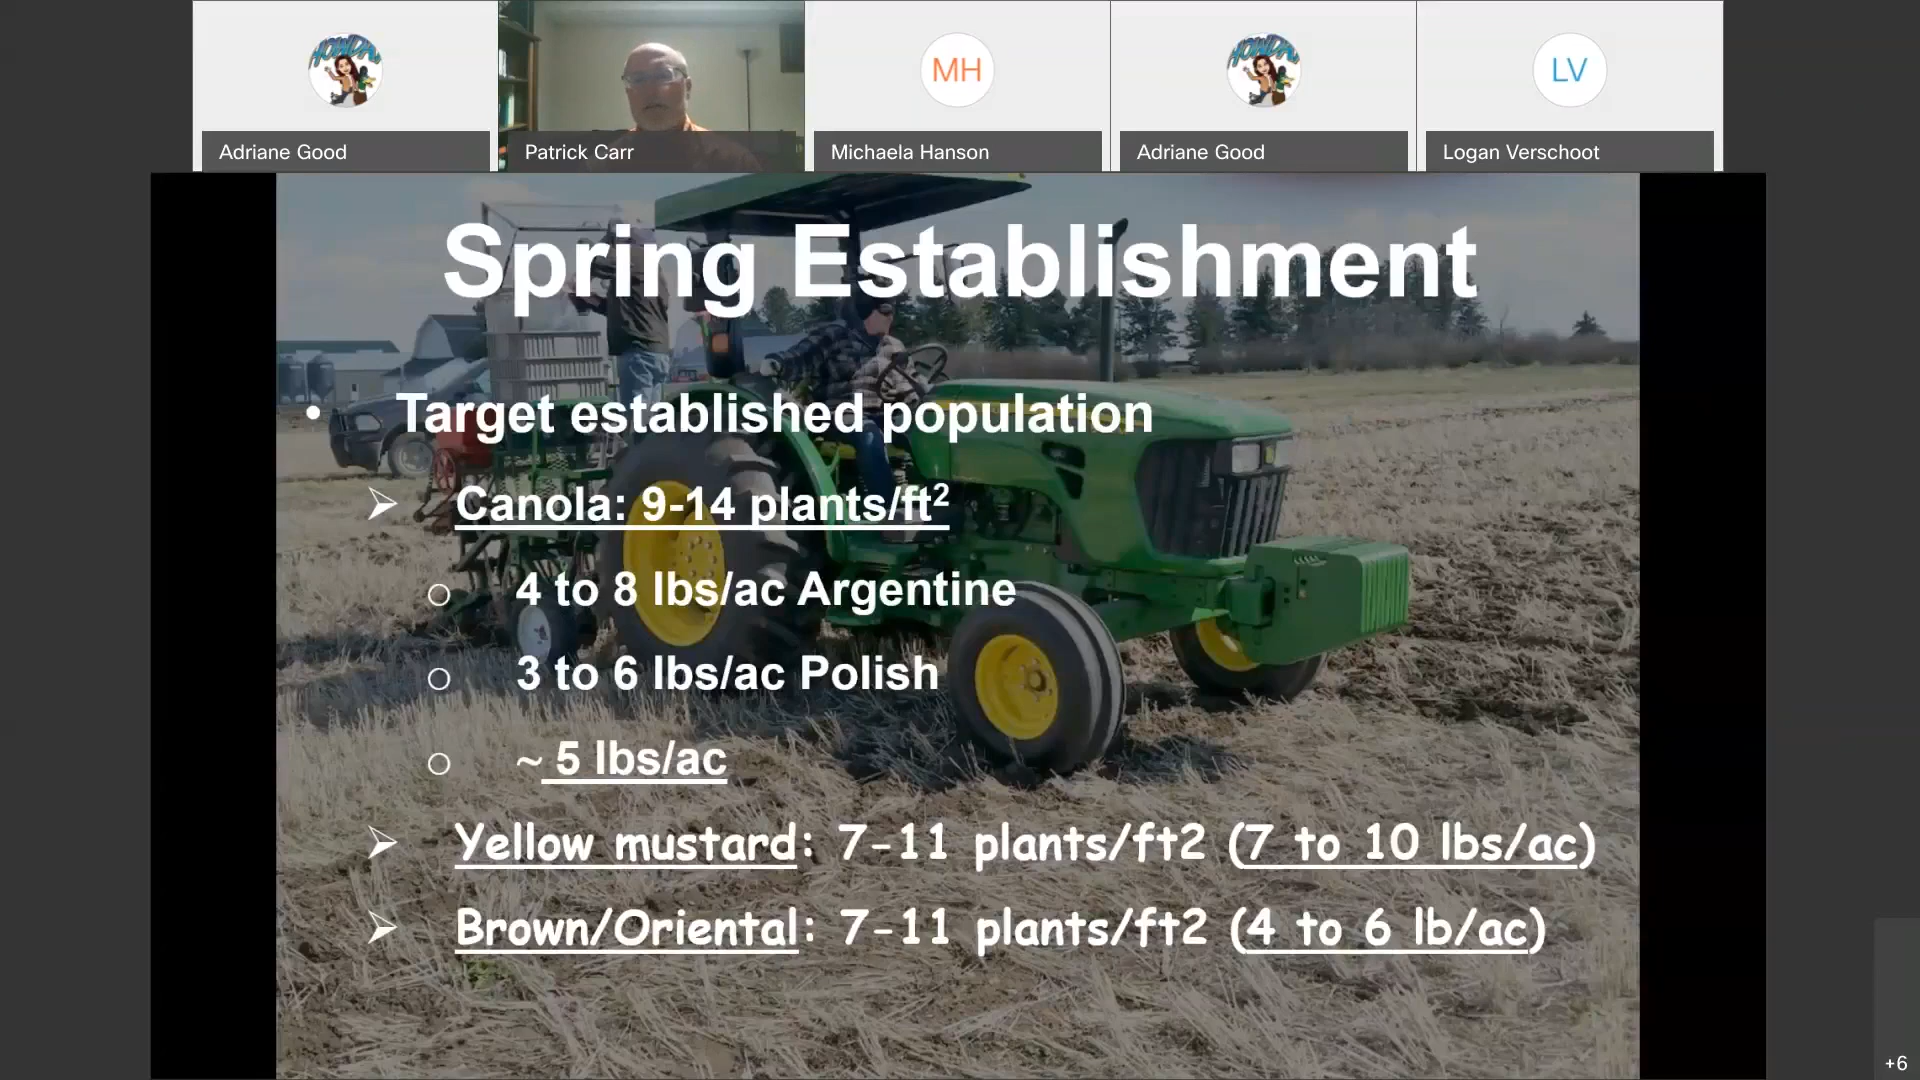 HOWDY
Adriane Good
Patrick Carr
MH
Michaela Hanson
HOWDY
Adriane Good
LV
Logan Verschoot
Spring Establishment
• Target established population
➢ Canola: 9-14 plants/ft²
o 4 to 8 lbs/ac Argentine
o 3 to 6 lbs/ac Polish
o ~ 5 lbs/ac
➢ Yellow mustard: 7-11 plants/ft2 (7 to 10 lbs/ac)
➢ Brown/Oriental: 7-11 plants/ft2 (4 to 6 lb/ac)
+6